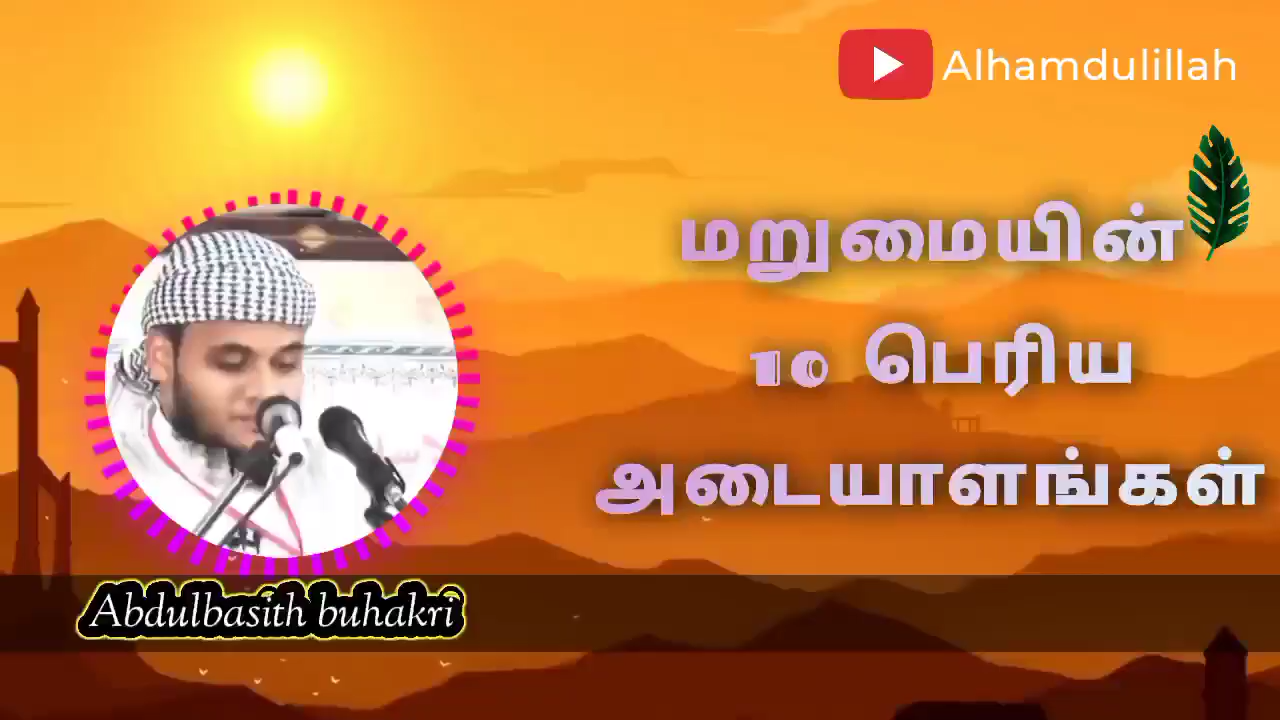 Alhamdulillah
மறுமையின்
10 பெரிய
அடையாளங்கள்
Abdulbasith buhakri